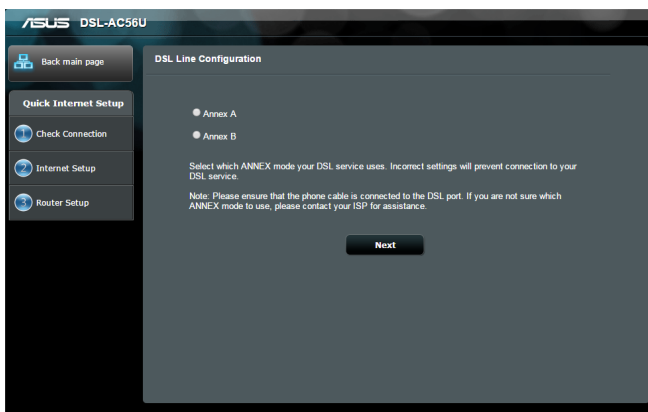 ASUS DSL-AC56U
Back main page
Quick Internet Setup
1 Check Connection
2 Internet Setup
3 Router Setup
DSL Line Configuration
Annex A
Annex B
Select which ANNEX mode your DSL service uses. Incorrect settings will prevent connection to your
DSL service.
Note: Please ensure that the phone cable is connected to the DSL port. If you are not sure which
ANNEX mode to use, please contact your ISP for assistance.
Next